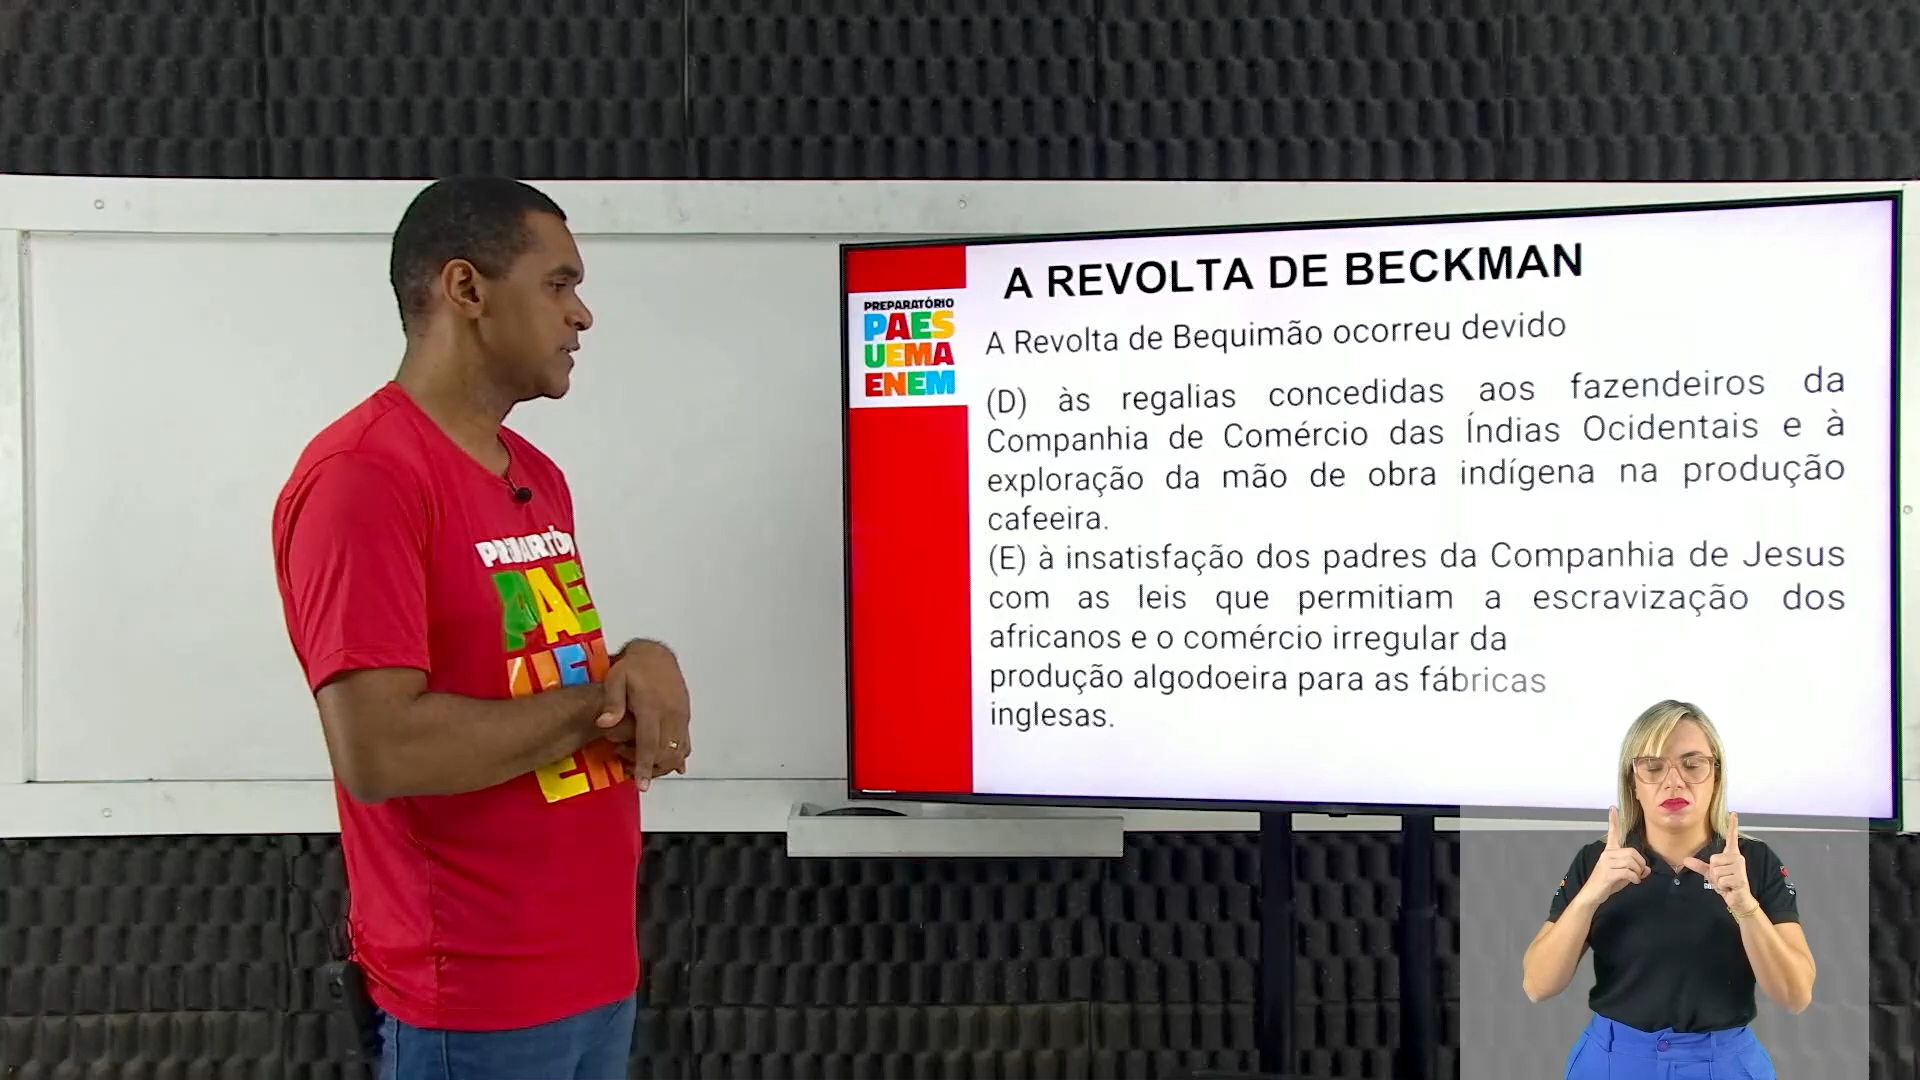 A REVOLTA DE BECKMAN
PREPARATÓRIO
PAES
UEMA
ENEM
A Revolta de Bequimão ocorreu devido
(D) às regalias concedidas aos fazendeiros da
Companhia de Comércio das Índias Ocidentais e à
exploração da mão de obra indígena na produção
cafeeira.
(E) à insatisfação dos padres da Companhia de Jesus
com as leis que permitiam a escravização dos
africanos e o comércio irregular da
produção algodoeira para as fábricas
inglesas.